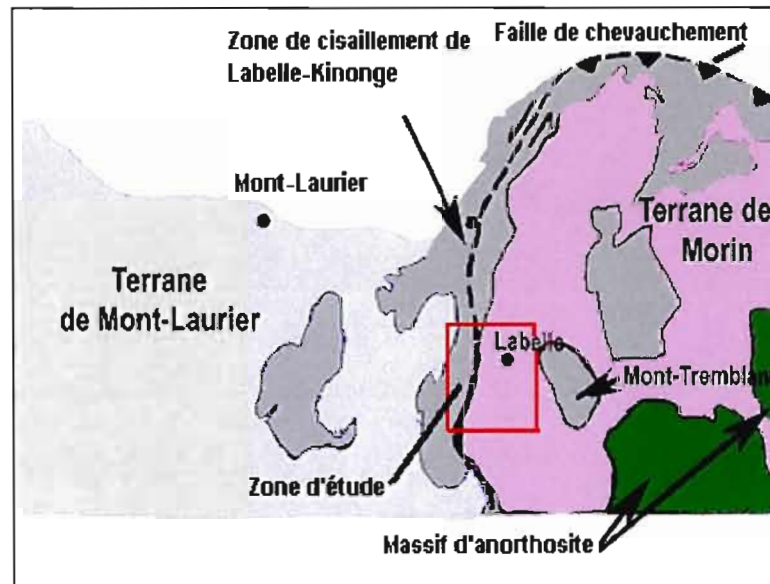 Zone de cisaillement de
Labelle-Kinonge
Faille de chevauchement
Mont-Laurier
Terrane de
Morin
Terrane
de Mont-Laurier
Labelle
Mont-Tremblan
Zone d'étude
Massif d'anorthosite